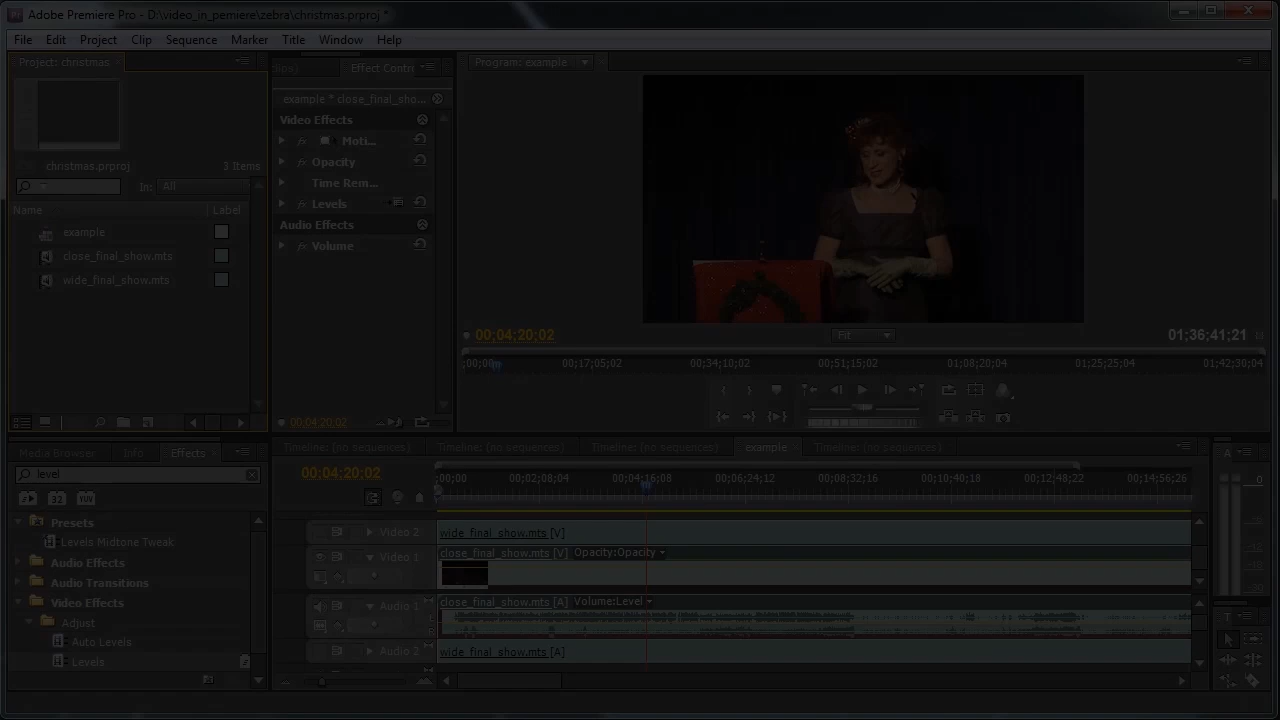 Adobe Premiere Pro - D:\video_in_pemiere\zebra\christmas.prproj *
File Edit Project Clip Sequence Marker Title Window Help
Project: christmas
Effect Contr
Program: example
example * close_final_sho...
Video Effects
Moti...
Opacity
Time Rem...
Levels
Audio Effects
Volume
christmas.prproj
3 Items
In: All
Name Label
example
close_final_show.mts
wide_final_show.mts
00;04;20;02
Fit
01;36;41;21
;00;00 00;17;05;02 00;34;10;02 00;51;15;02 01;08;20;04 01;25;25;04 01;42;30;04
00;04;20;02
Media Browser Info Effects
level
Presets
Levels Midtone Tweak
Audio Effects
Audio Transitions
Video Effects
Adjust
Auto Levels
Levels
Timeline: (no sequences) Timeline: (no sequences) Timeline: (no sequences) example Timeline: (no sequences)
00;04;20;02
;00;00 00;02;08;04 00;04;16;08 00;06;24;12 00;08;32;16 00;10;40;18 00;12;48;22 00;14;56;26
Video 2 wide_final_show.mts [V]
Video 1 close_final_show.mts [V] Opacity:Opacity
Audio 1 close_final_show.mts [A] Volume:Level
Audio 2 wide_final_show.mts [A]
A
0
T